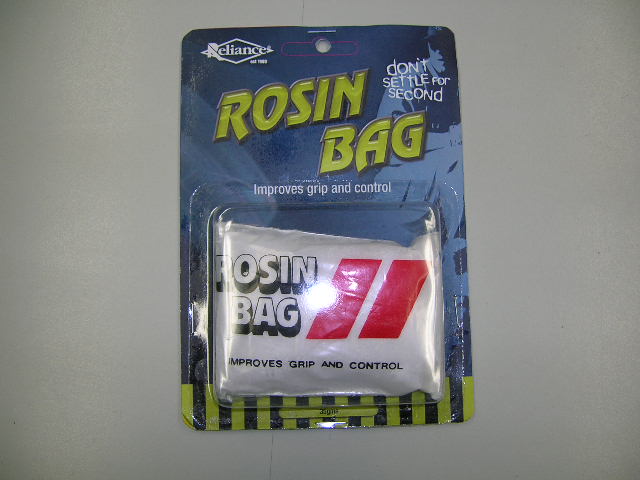 Reliance
est 1969
DON'T
SETTLE FOR
SECOND
ROSIN
BAG
Improves grip and control
ROSIN
BAG
IMPROVES GRIP AND CONTROL